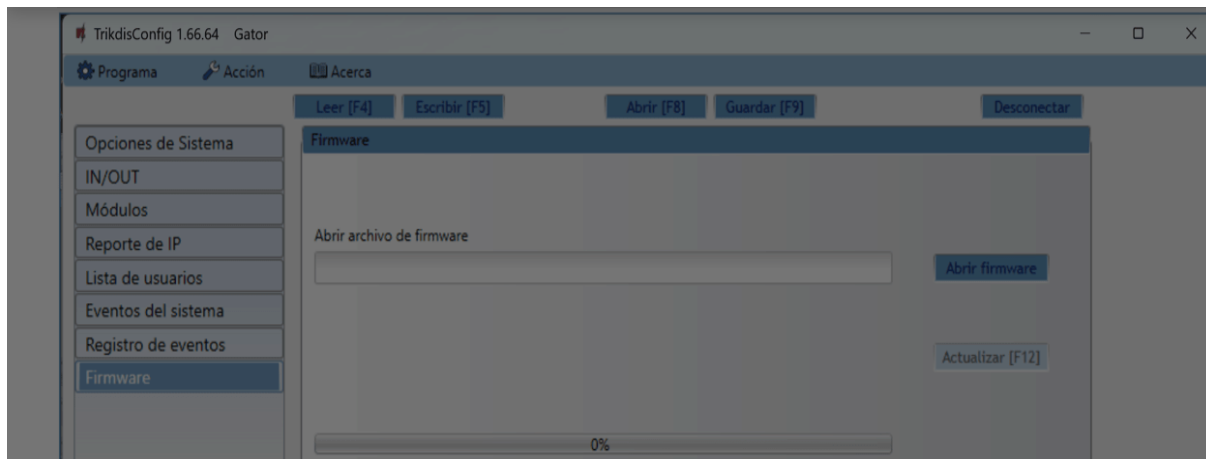 TrikdisConfig 1.66.64 Gator
Programa Acción Acerca
Leer [F4] Escribir [F5] Abrir [F8] Guardar [F9] Desconectar
Opciones de Sistema
IN/OUT
Módulos
Reporte de IP
Lista de usuarios
Eventos del sistema
Registro de eventos
Firmware
Firmware
Abrir archivo de firmware
Abrir firmware
Actualizar [F12]
0%